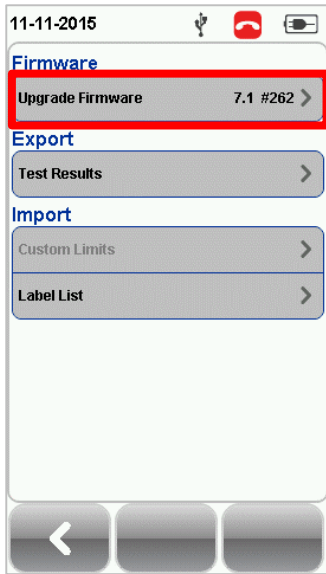 11-11-2015
Firmware
Upgrade Firmware 7.1 #262
Export
Test Results
Import
Custom Limits
Label List